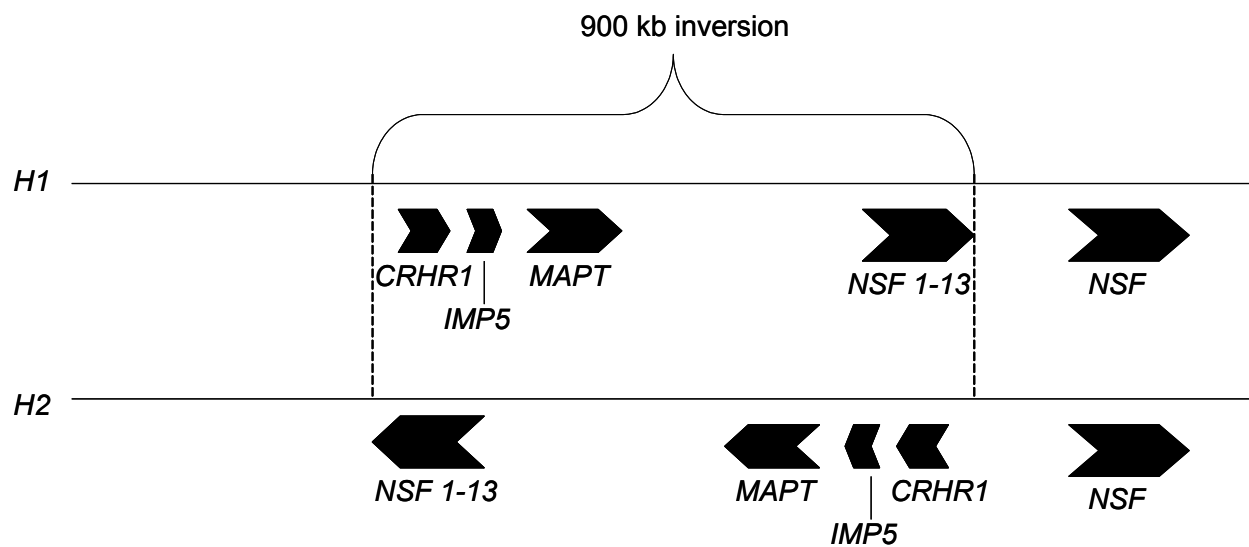 900 kb inversion
H1
CRHR1
MAPT
NSF 1-13
NSF
IMP5
H2
NSF 1-13
MAPT
CRHR1
NSF
IMP5